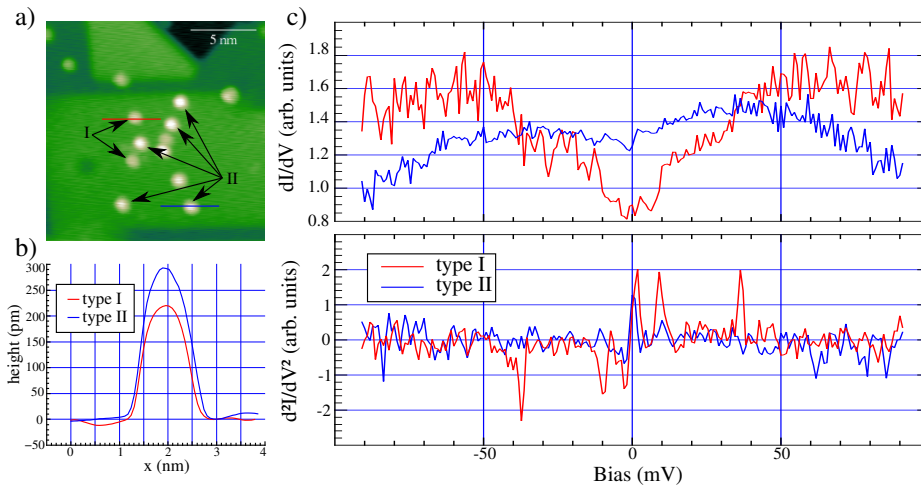 a)
5 nm
I
II
b)
300
250
200
150
100
50
0
-50
height (pm)
type I
type II
0
1
2
3
4
x (nm)
c)
1.8
1.6
1.4
1.2
1.0
0.8
dI/dV (arb. units)
2
1
0
-1
-2
d²I/dV² (arb. units)
type I
type II
-50
0
50
Bias (mV)